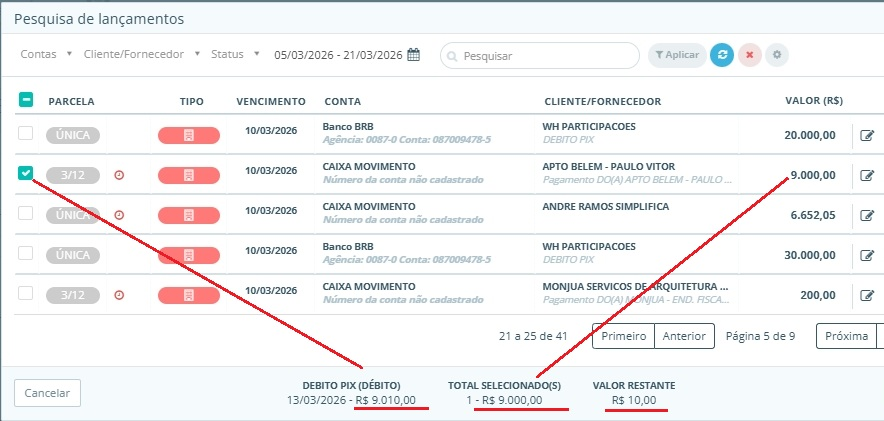 Pesquisa de lançamentos
Contas Cliente/Fornecedor Status 05/03/2026 - 21/03/2026 Pesquisar Aplicar
PARCELA TIPO VENCIMENTO CONTA CLIENTE/FORNECEDOR VALOR (R$)
ÚNICA 10/03/2026 Banco BRB WH PARTICIPACOES 20.000,00
Agência: 0087-0 Conta: 087009478-5 DEBITO PIX
3/12 10/03/2026 CAIXA MOVIMENTO APTO BELEM - PAULO VITOR 9.000,00
Número da conta não cadastrado Pagamento DO(A) APTO BELEM - PAULO ...
ÚNICA 10/03/2026 CAIXA MOVIMENTO ANDRE RAMOS SIMPLIFICA 6.652,05
Número da conta não cadastrado
ÚNICA 10/03/2026 Banco BRB WH PARTICIPACOES 30.000,00
Agência: 0087-0 Conta: 087009478-5 DEBITO PIX
3/12 10/03/2026 CAIXA MOVIMENTO MONJUA SERVICOS DE ARQUITETURA ... 200,00
Número da conta não cadastrado Pagamento DO(A) MONJUA - END. FISCA...
21 a 25 de 41 Primeiro Anterior Página 5 de 9 Próxima
Cancelar
DEBITO PIX (DÉBITO) TOTAL SELECIONADO(S) VALOR RESTANTE
13/03/2026 - R$ 9.010,00 1 - R$ 9.000,00 R$ 10,00